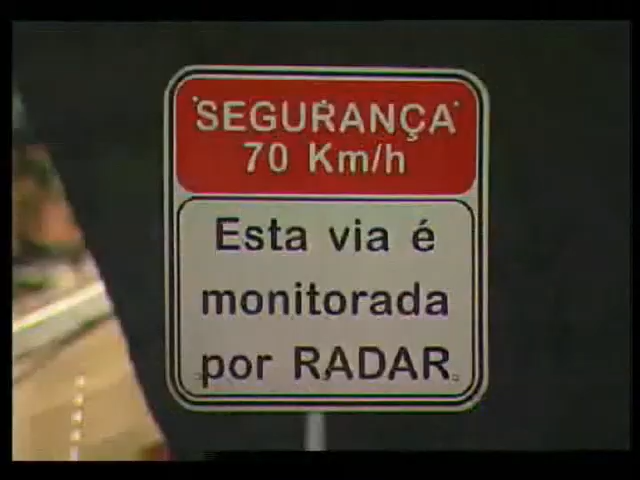 SEGURANÇA
70 Km/h
Esta via é
monitorada
por RADAR